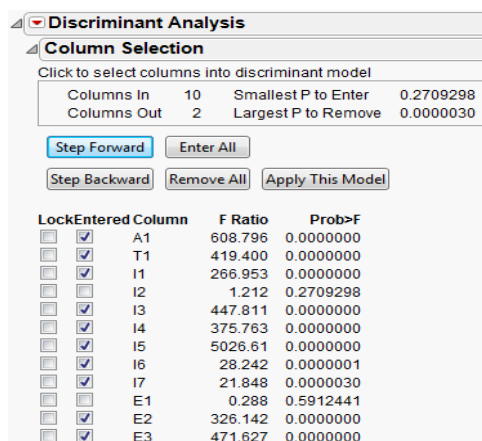 Discriminant Analysis
Column Selection
Click to select columns into discriminant model
Columns In 10 Smallest P to Enter 0.2709298
Columns Out 2 Largest P to Remove 0.0000030
Step Forward Enter All
Step Backward Remove All Apply This Model
Lock Entered Column F Ratio Prob>F
A1 608.796 0.0000000
T1 419.400 0.0000000
I1 266.953 0.0000000
I2 1.212 0.2709298
I3 447.811 0.0000000
I4 375.763 0.0000000
I5 5026.61 0.0000000
I6 28.242 0.0000001
I7 21.848 0.0000030
E1 0.288 0.5912441
E2 326.142 0.0000000
E3 471.627 0.0000000